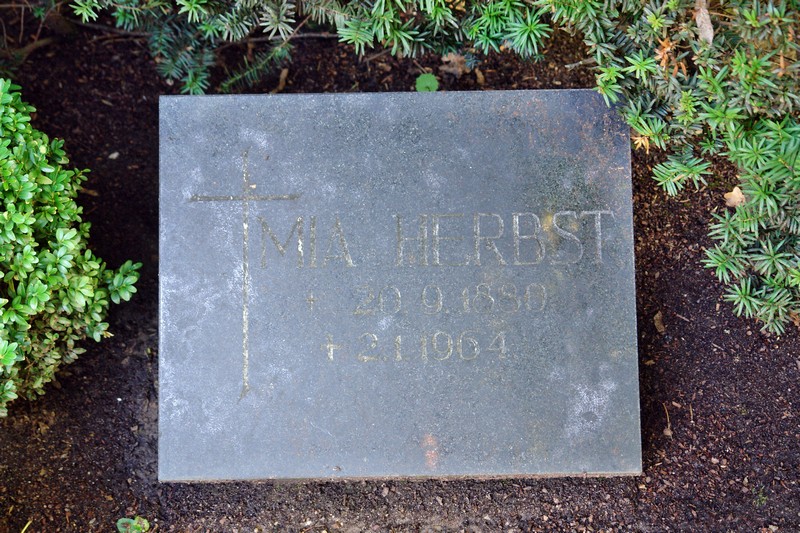 MIA HERBST
+ 20.9.1880
+ 2.1.1964